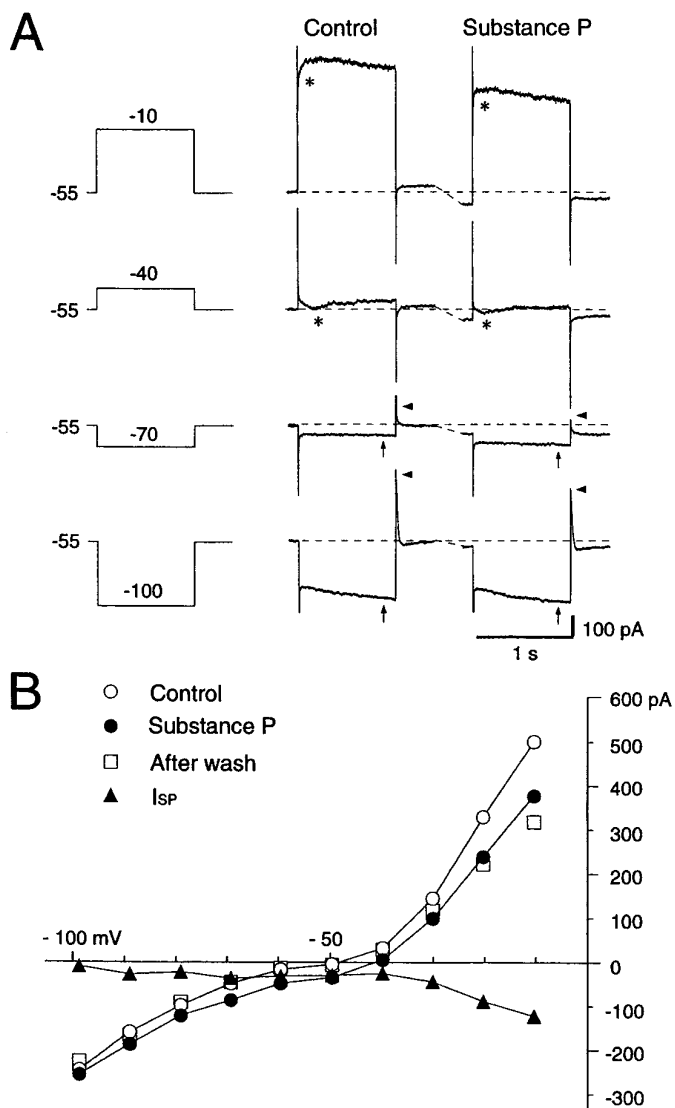 A
Control
Substance P
-10
-55
*
*
-40
-55
*
*
-55
-70
-55
-100
100 pA
1 s
B
Control
Substance P
After wash
ISP
600 pA
500
400
300
200
100
- 100 mV
- 50
0
-100
-200
-300